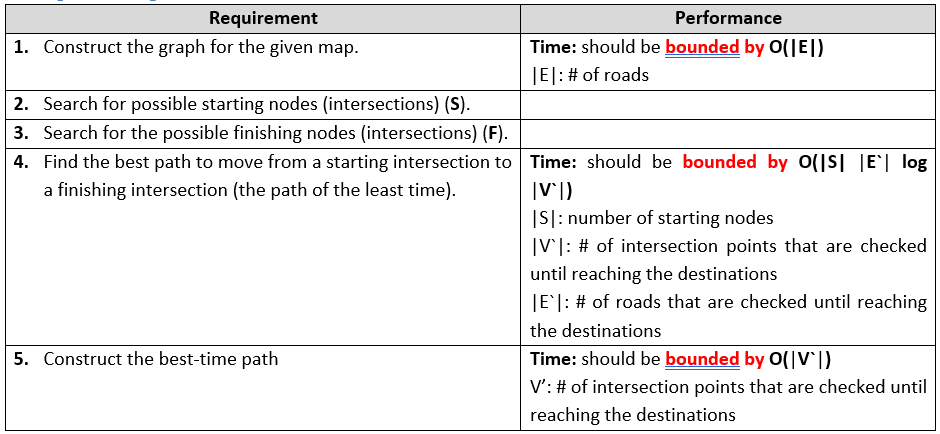 Requirement
Performance
1. Construct the graph for the given map.
Time: should be bounded by O(|E|)
|E|: # of roads
2. Search for possible starting nodes (intersections) (S).
3. Search for the possible finishing nodes (intersections) (F).
4. Find the best path to move from a starting intersection to
a finishing intersection (the path of the least time).
Time: should be bounded by O(|S| |E`| log
|V`|)
|S|: number of starting nodes
|V`|: # of intersection points that are checked
until reaching the destinations
|E`|: # of roads that are checked until reaching
the destinations
5. Construct the best-time path
Time: should be bounded by O(|V`|)
V’: # of intersection points that are checked until
reaching the destinations